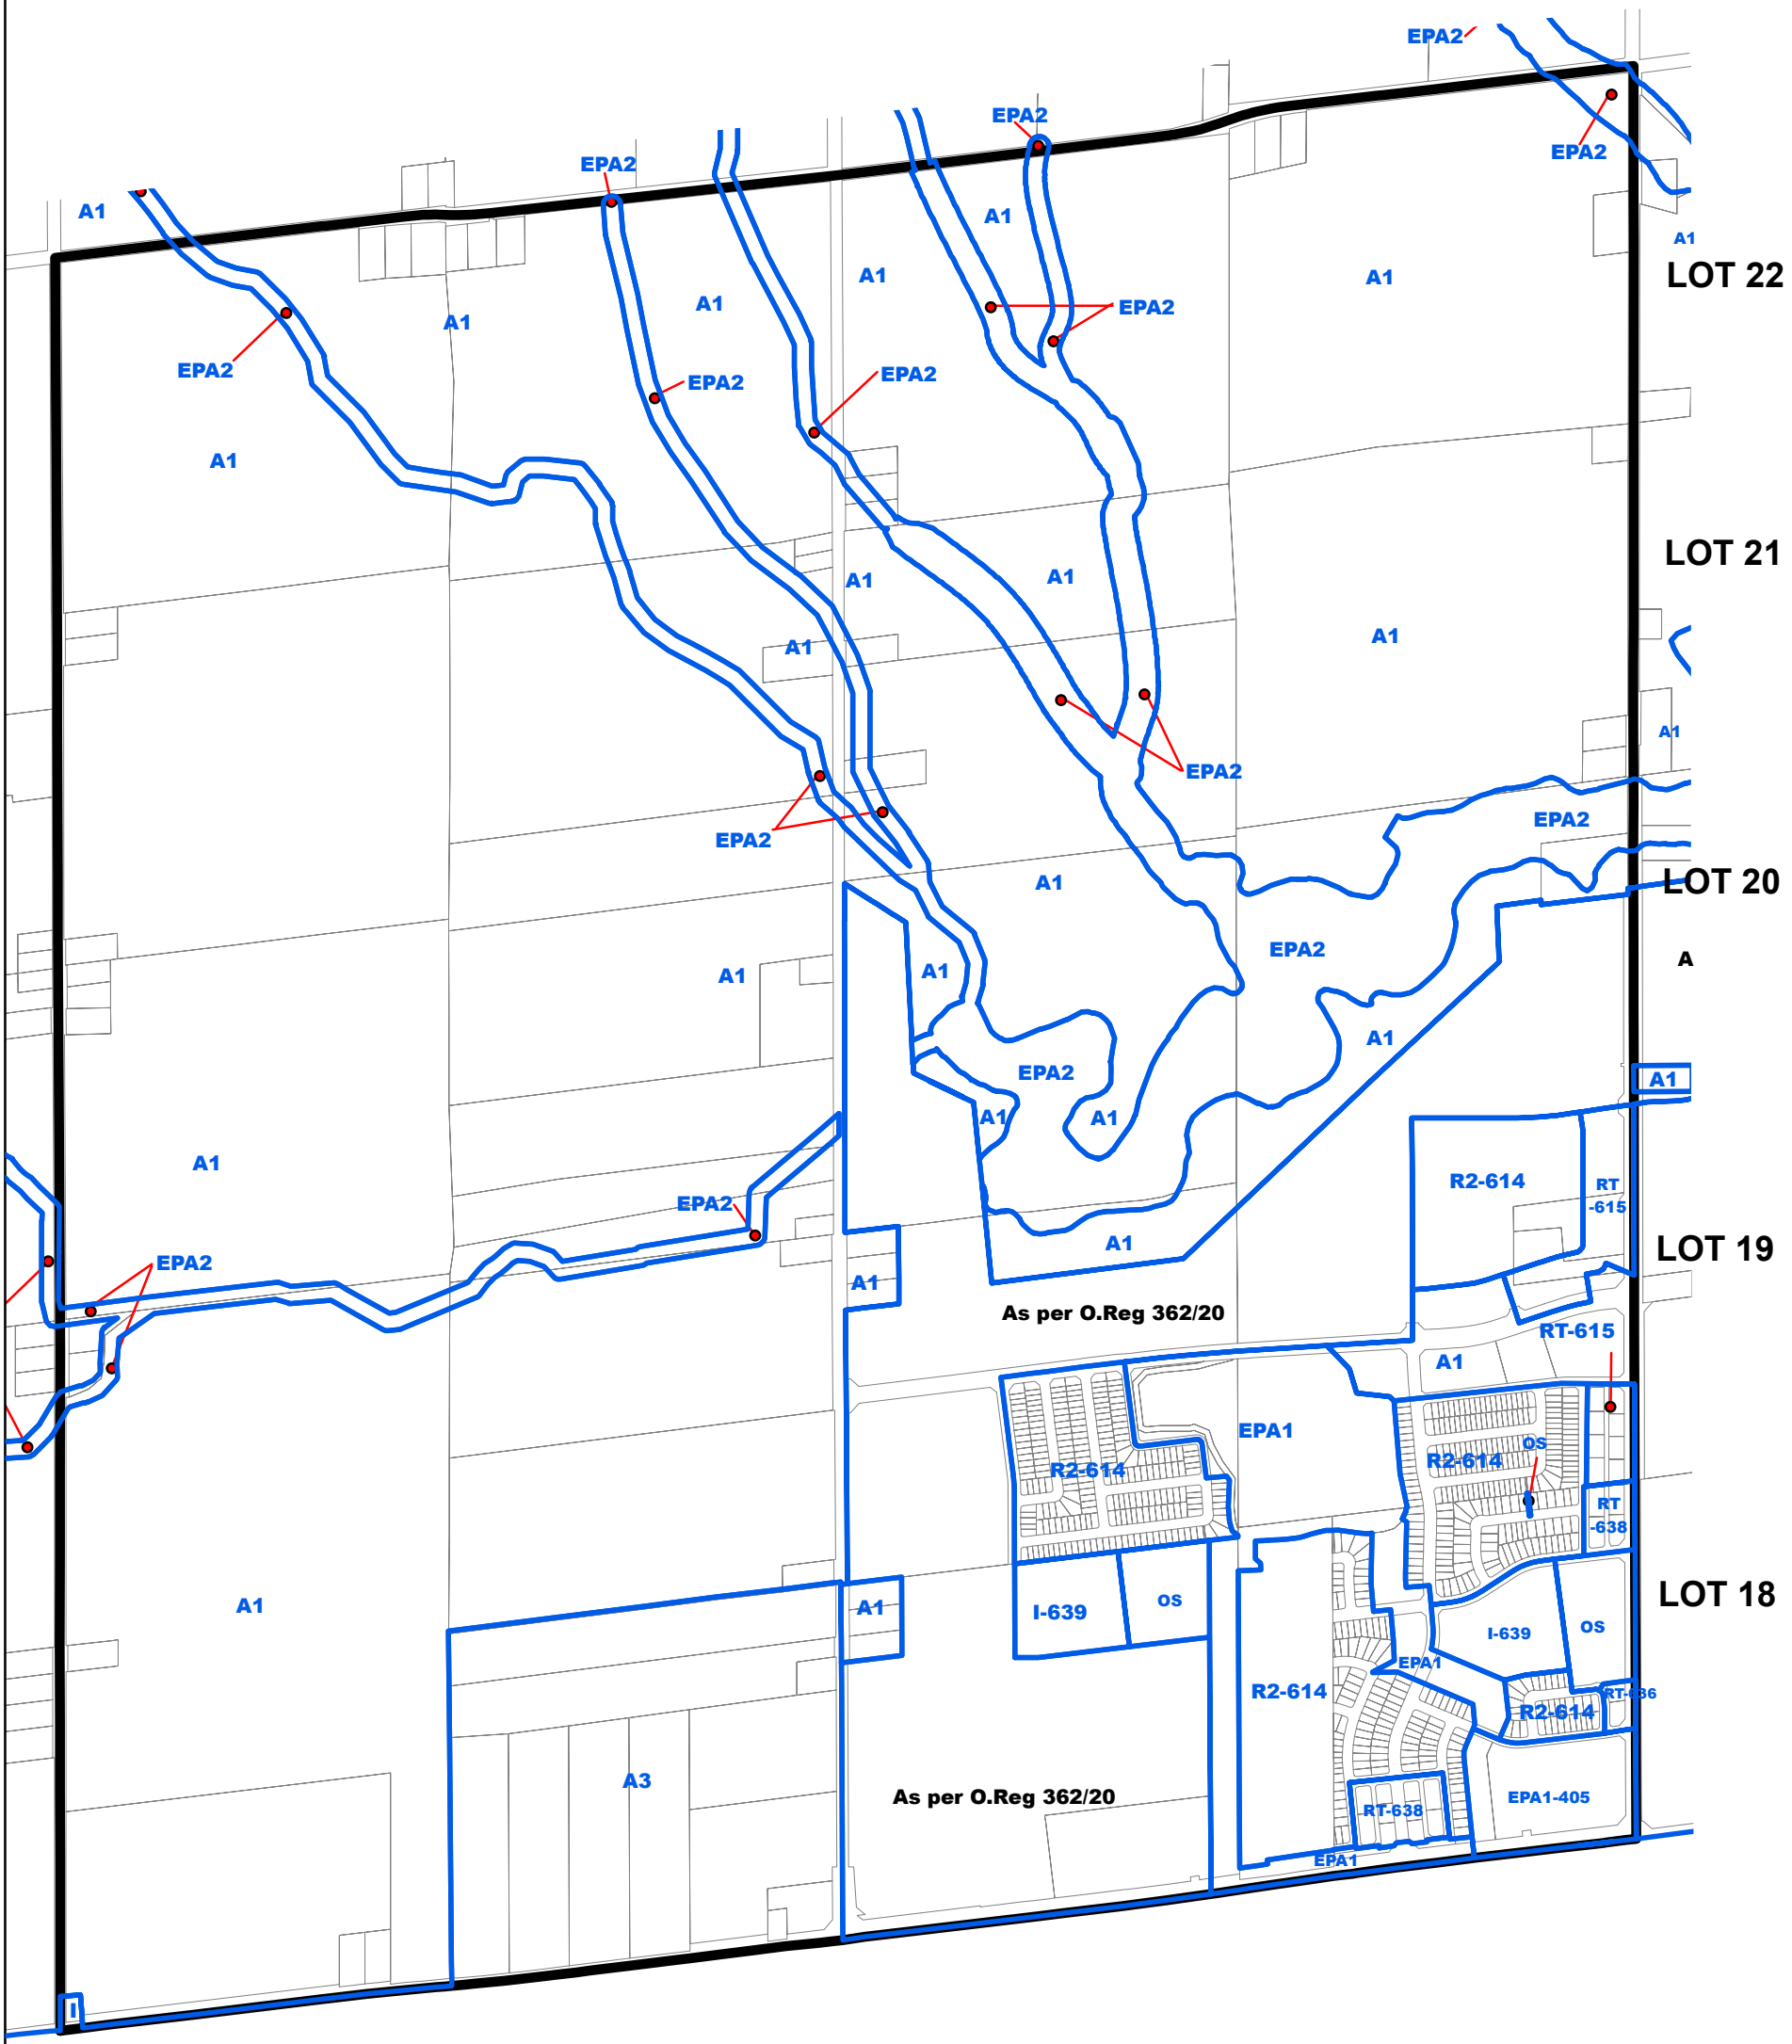 EPA2
EPA2
EPA2
EPA2
A1
A1
A1
LOT 22
A1
A1
A1
EPA2
A1
EPA2
EPA2
EPA2
A1
LOT 21
A1
A1
A1
A1
A1
EPA2
EPA2
EPA2
LOT 20
A1
EPA2
A
A1
A1
A1
EPA2
A1
A1
A1
A1
R2-614
RT
-615
EPA2
A1
LOT 19
EPA2
A1
As per O.Reg 362/20
RT-615
A1
EPA1
OS
R2-614
R2-614
RT
-638
LOT 18
A1
A1
I-639
OS
I-639
OS
EPA1
R2-614
RT-636
R2-614
A3
As per O.Reg 362/20
EPA1-405
RT-638
EPA1
I